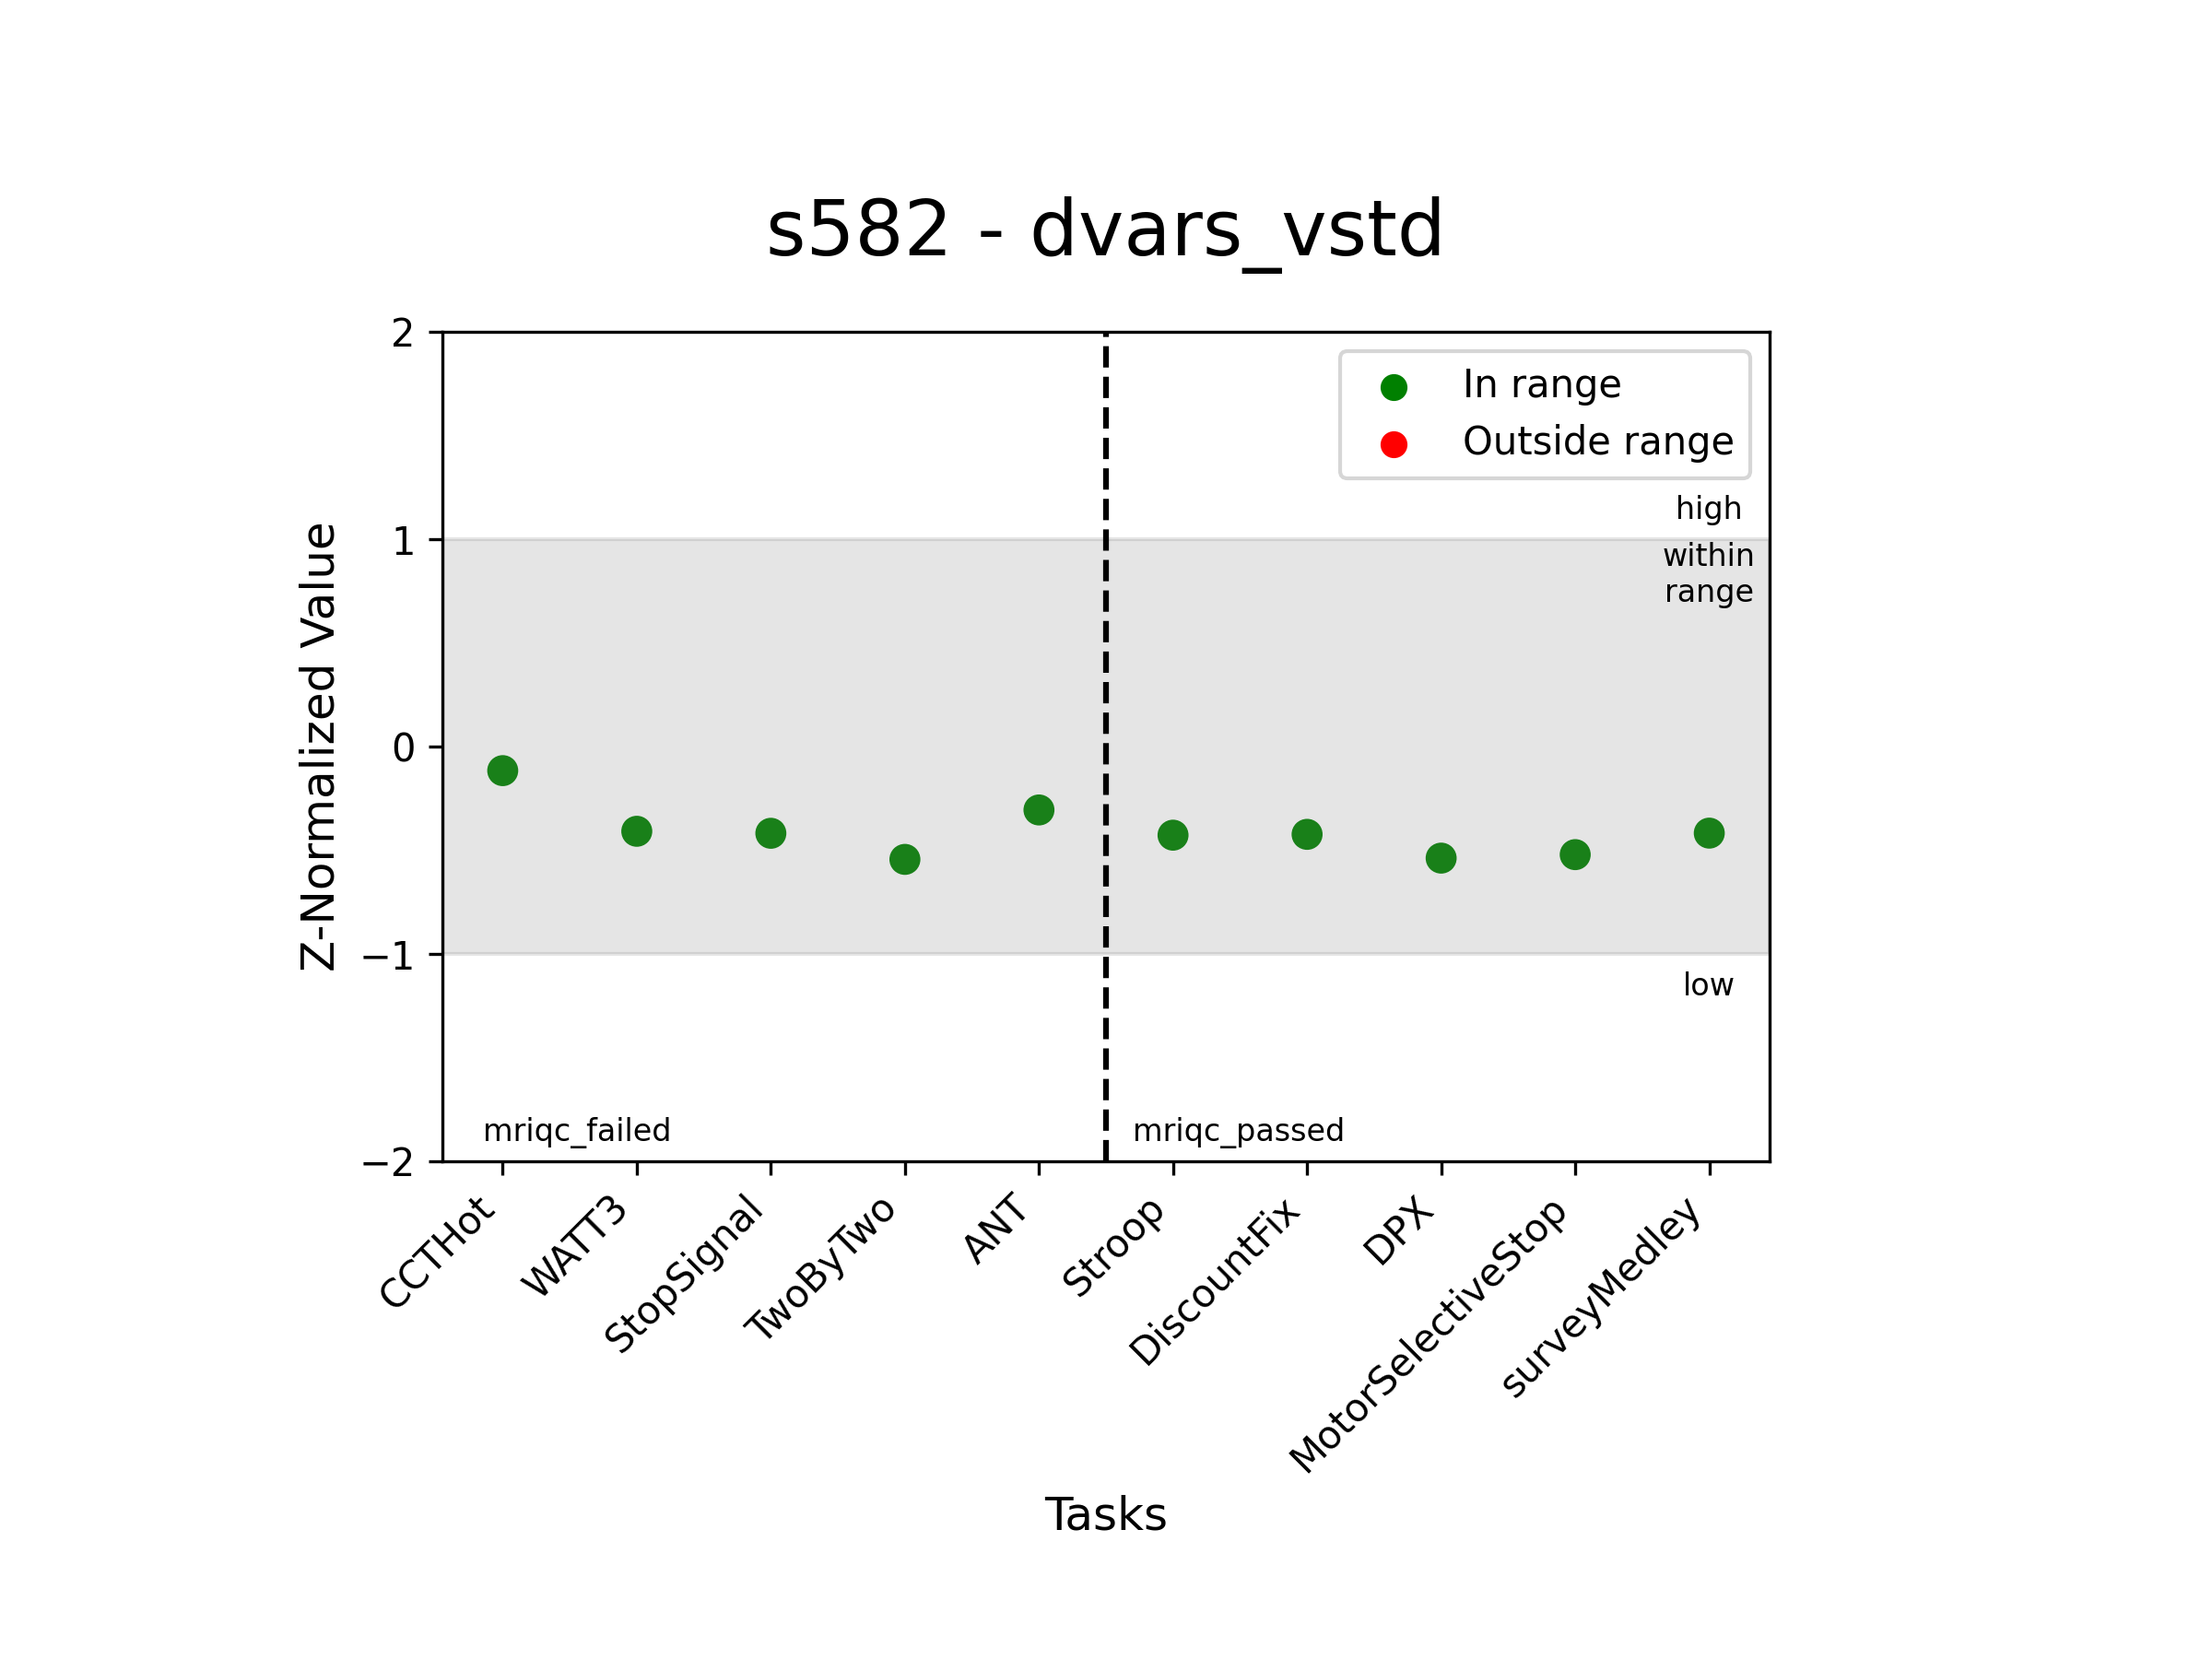 s582 - dvars_vstd
2
1
0
−1
−2
Z-Normalized Value
In range
Outside range
high
within
range
low
mriqc_failed
mriqc_passed
CCTHot
WATT3
StopSignal
TwoByTwo
ANT
Stroop
DiscountFix
DPX
MotorSelectiveStop
surveyMedley
Tasks